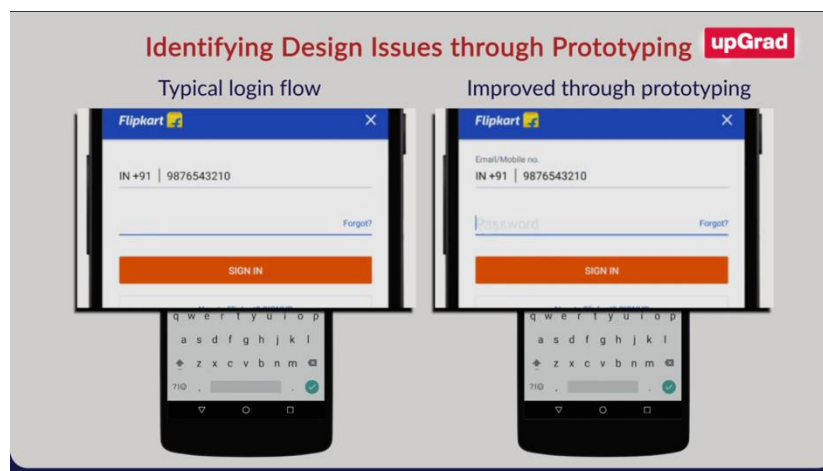 Identifying Design Issues through Prototyping
upGrad
Typical login flow
Flipkart
IN +91 | 9876543210
Forgot?
SIGN IN
q w e r t y u i o p
a s d f g h j k l
z x c v b n m
?!☺ , .
Improved through prototyping
Flipkart
Email/Mobile no.
IN +91 | 9876543210
Password
Forgot?
SIGN IN
q w e r t y u i o p
a s d f g h j k l
z x c v b n m
?!☺ , .